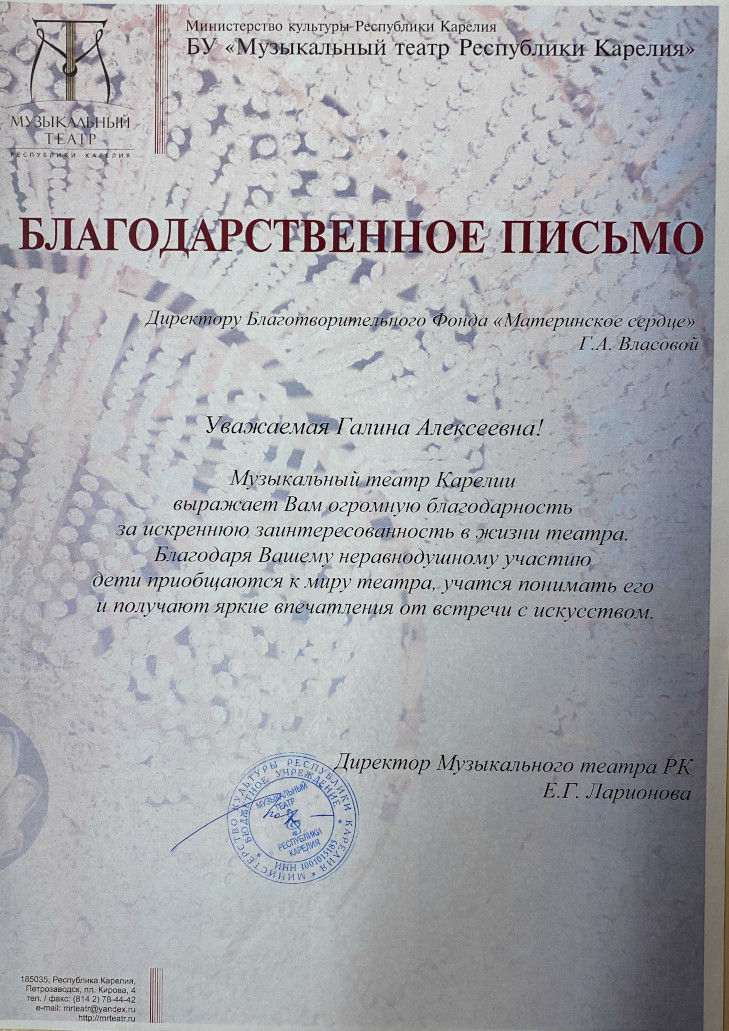 Министерство культуры Республики Карелия
БУ «Музыкальный театр Республики Карелия»
МУЗЫКАЛЬНЫЙ
ТЕАТР
РЕСПУБЛИКИ КАРЕЛИЯ
БЛАГОДАРСТВЕННОЕ ПИСЬМО
Директору Благотворительного Фонда «Материнское сердце»
Г.А. Власовой
Уважаемая Галина Алексеевна!
Музыкальный театр Карелии
выражает Вам огромную благодарность
за искреннюю заинтересованность в жизни театра.
Благодаря Вашему неравнодушному участию
дети приобщаются к миру театра, учатся понимать его
и получают яркие впечатления от встречи с искусством.
Директор Музыкального театра РК
Е.Г. Ларионова
МИНИСТЕРСТВО КУЛЬТУРЫ РЕСПУБЛИКИ КАРЕЛИЯ
БЮДЖЕТНОЕ УЧРЕЖДЕНИЕ
МУЗЫКАЛЬНЫЙ
ТЕАТР
РЕСПУБЛИКИ
КАРЕЛИЯ
ИНН 1001015185
185035, Республика Карелия,
Петрозаводск, пл. Кирова, 4
тел. / факс: (814 2) 78-44-42
e-mail: mrteatr@yandex.ru
http://mrteatr.ru